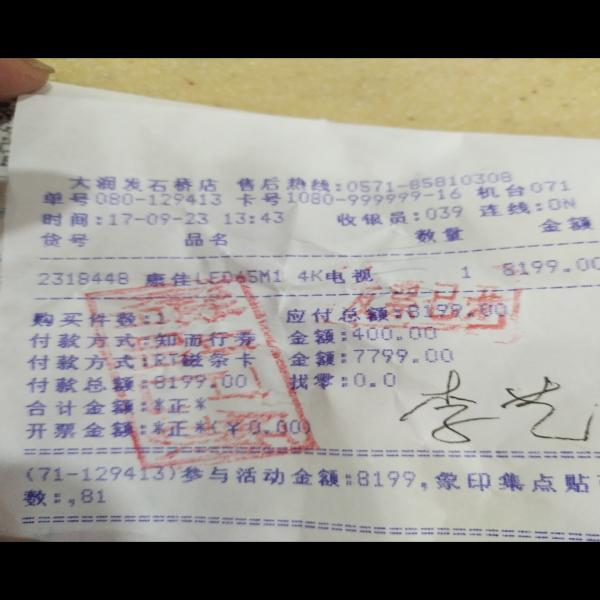 大润发石桥店 售后热线:0571-85810308
单号080-129413 卡号1080-999999-16 机台071
时间:17-09-23 13:43 收银员:039 连线:ON
货号 品名 数量 金额
2318448 康佳LED65M1 4K电视 1 8199.00
购买件数:1 应付总额:8199.00
付款方式:知而行券 金额:400.00
付款方式:RT磁条卡 金额:7799.00
付款总额:8199.00 找零:0.0
合计金额:*正*
开票金额:*正*(￥0.00)
(71-129413)参与活动金额:8199,象印集点贴
数:,81